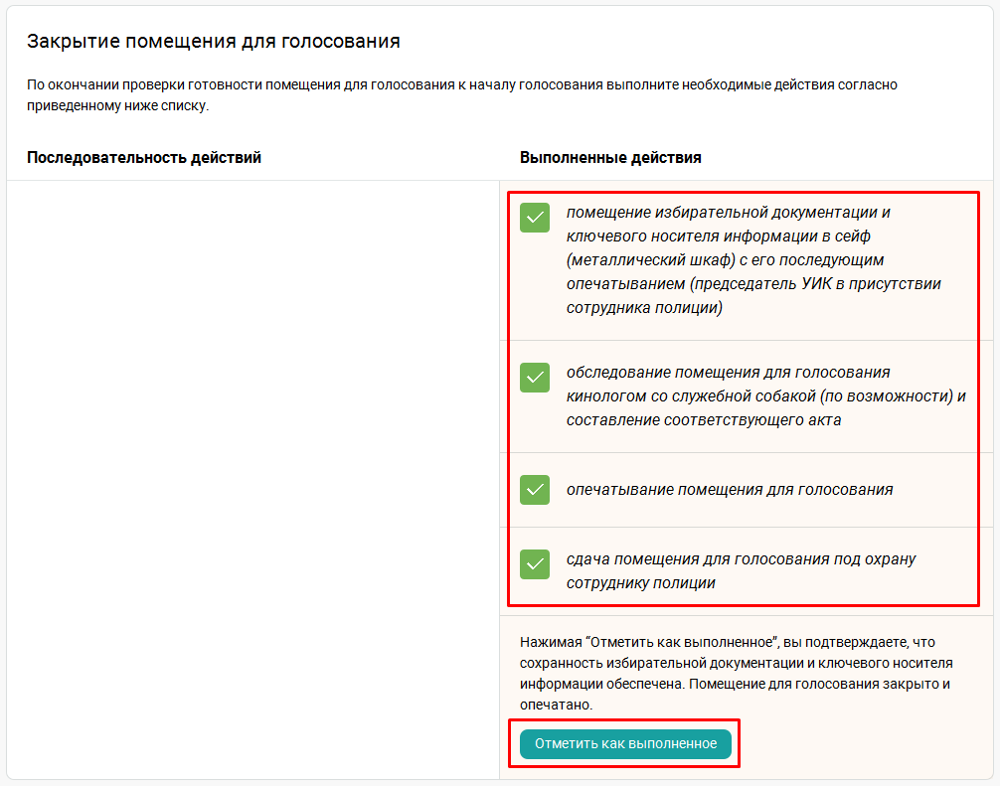 Закрытие помещения для голосования
По окончании проверки готовности помещения для голосования к началу голосования выполните необходимые действия согласно
приведенному ниже списку.
Последовательность действий
Выполненные действия
помещение избирательной документации и
ключевого носителя информации в сейф
(металлический шкаф) с его последующим
опечатыванием (председатель УИК в присутствии
сотрудника полиции)
обследование помещения для голосования
кинологом со служебной собакой (по возможности) и
составление соответствующего акта
опечатывание помещения для голосования
сдача помещения для голосования под охрану
сотруднику полиции
Нажимая “Отметить как выполненное”, вы подтверждаете, что
сохранность избирательной документации и ключевого носителя
информации обеспечена. Помещение для голосования закрыто и
опечатано.
Отметить как выполненное